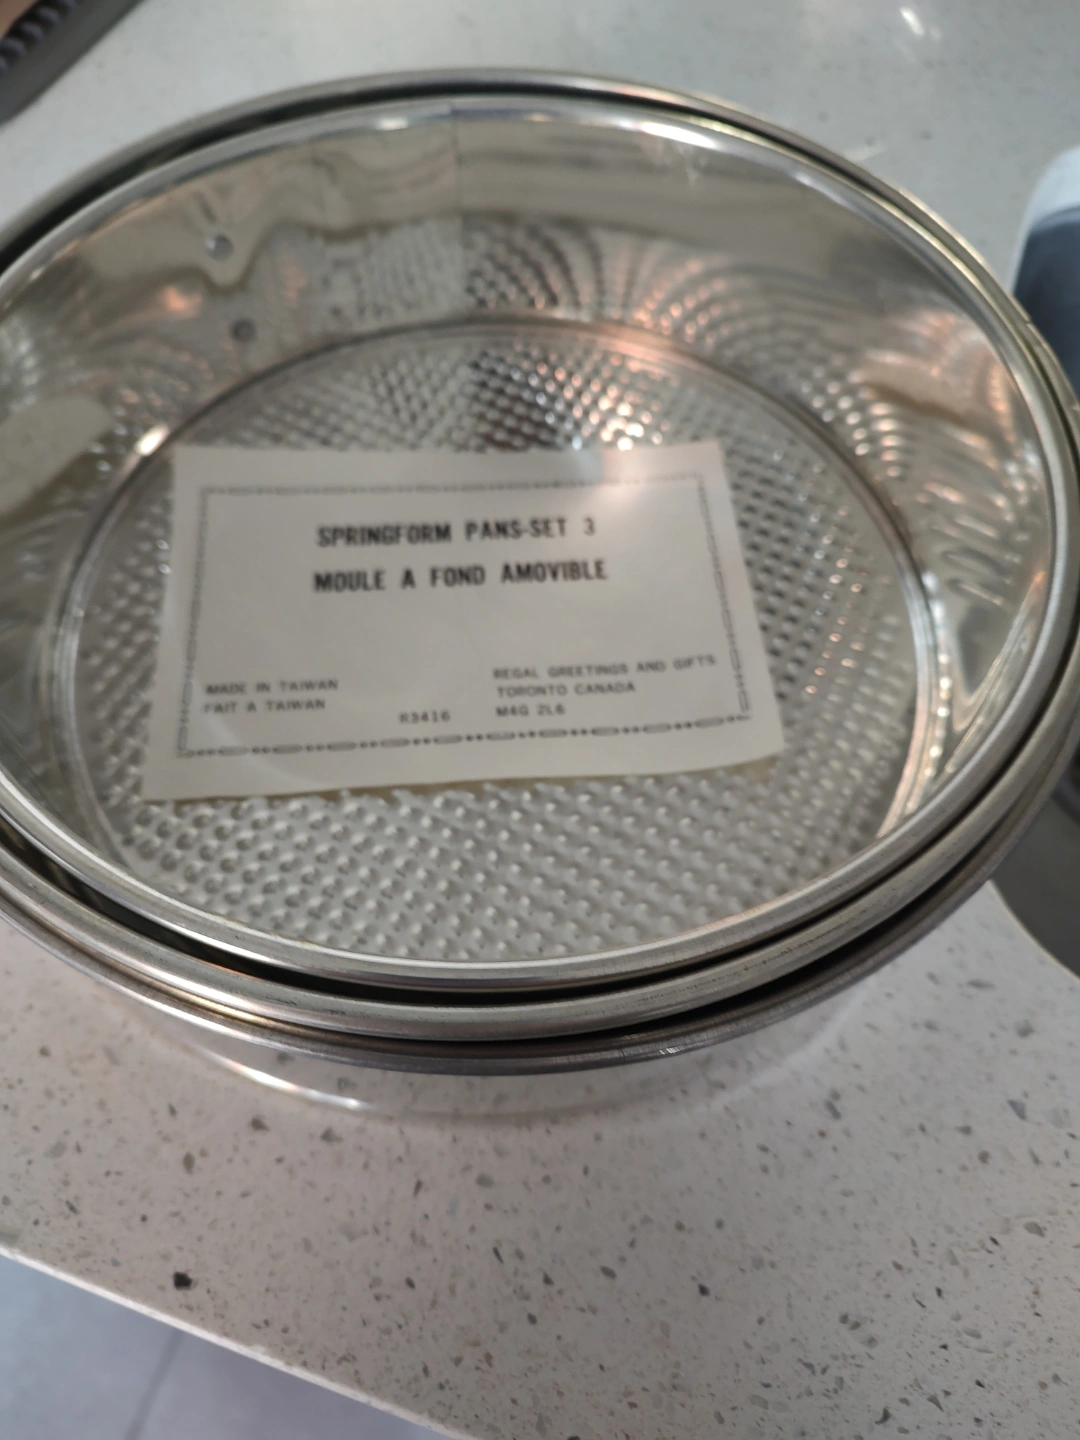 SPRINGFORM PANS-SET 3
MOULE A FOND AMOVIBLE
MADE IN TAIWAN
FAIT A TAIWAN
R3416
REGAL GREETINGS AND GIFTS
TORONTO CANADA
M4G 2L6